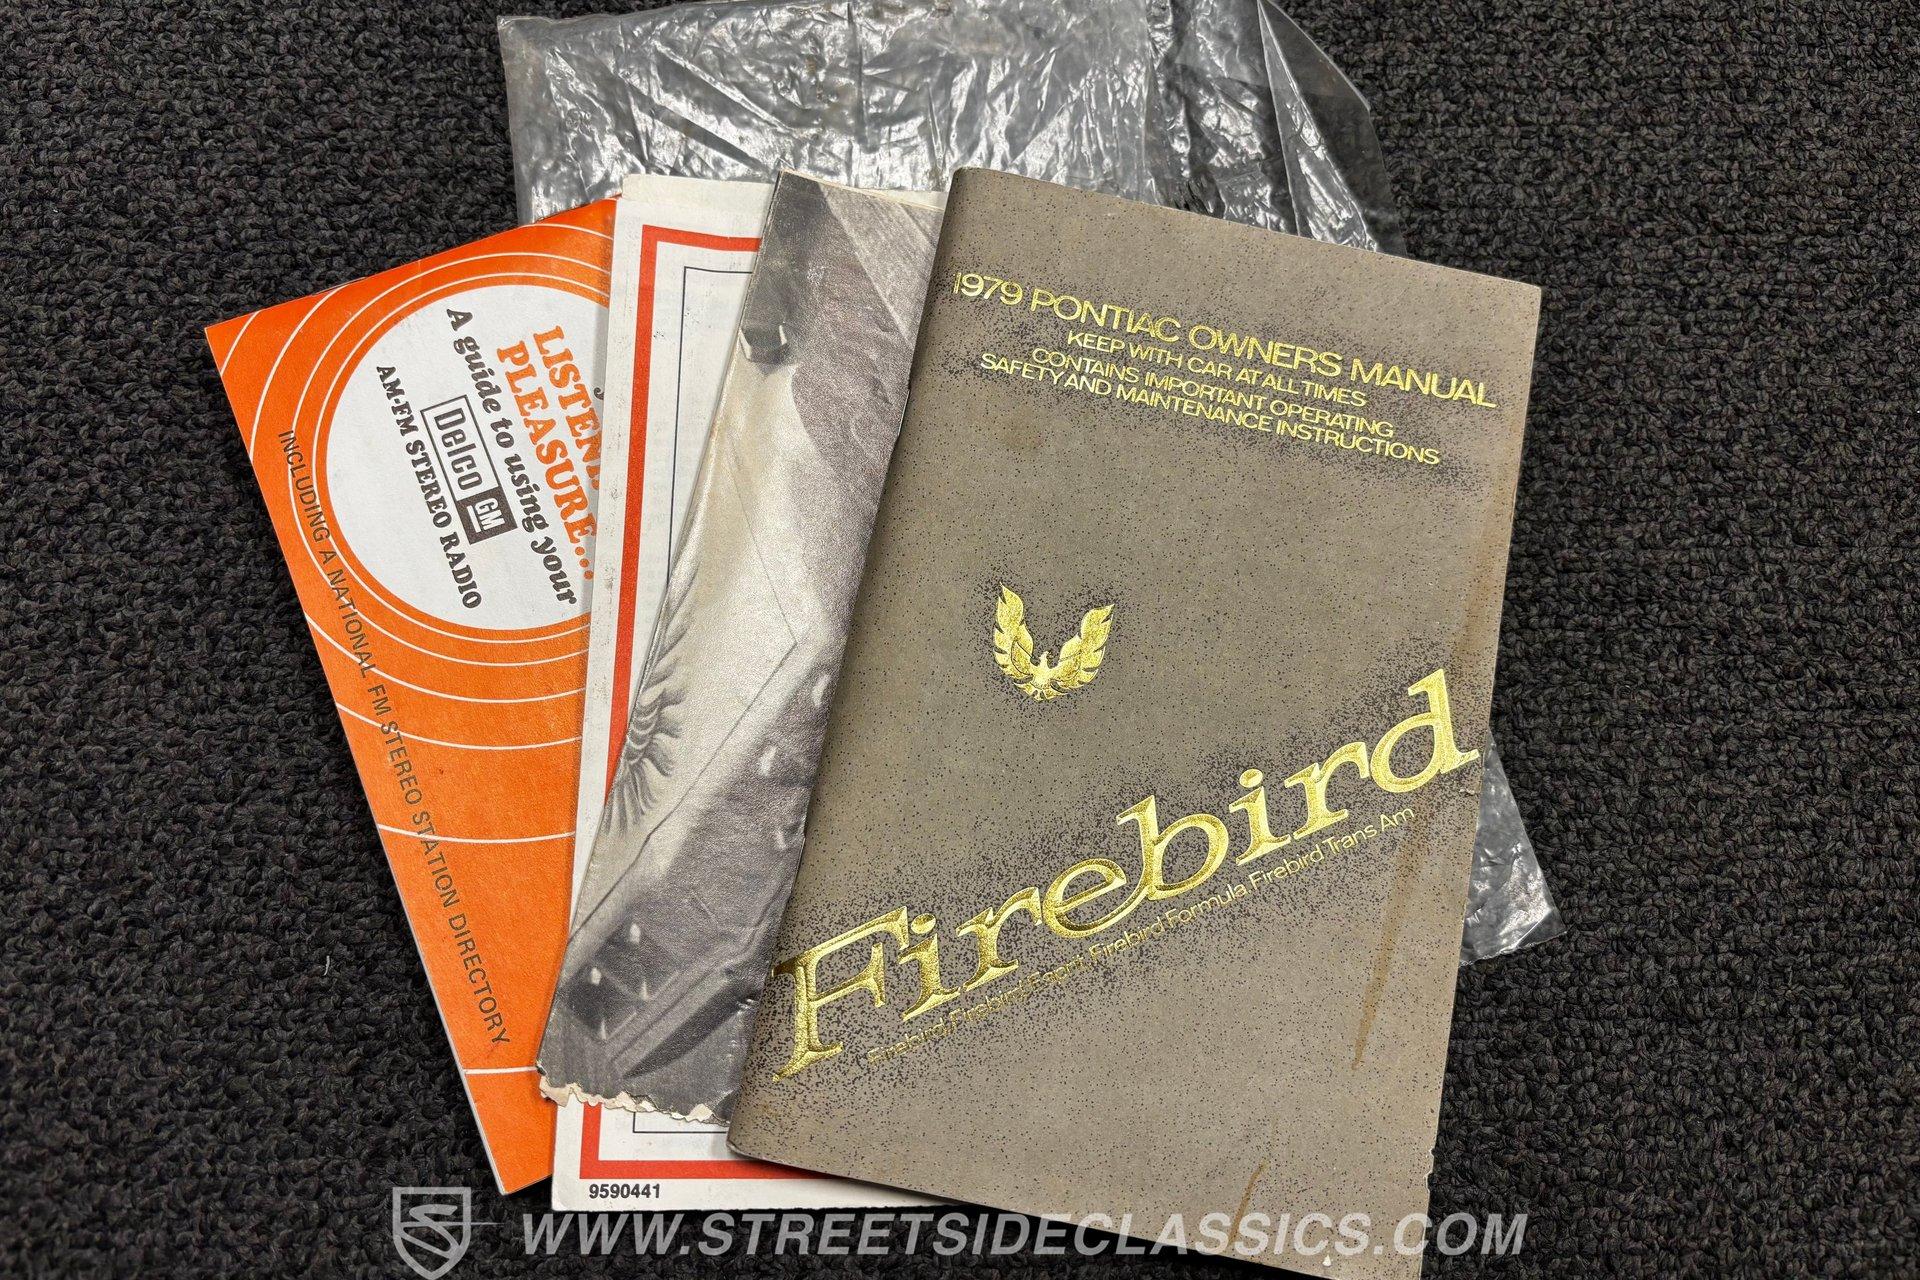 LISTEN
PLEASURE...
A guide to using your
Delco GM
AM-FM STEREO RADIO
INCLUDING A NATIONAL FM STEREO STATION DIRECTORY
9590441
1979 PONTIAC OWNERS MANUAL
KEEP WITH CAR AT ALL TIMES
CONTAINS IMPORTANT OPERATING
SAFETY AND MAINTENANCE INSTRUCTIONS
Firebird
Firebird, Firebird Esprit, Firebird Formula, Firebird Trans Am
WWW.STREETSIDECLASSICS.COM